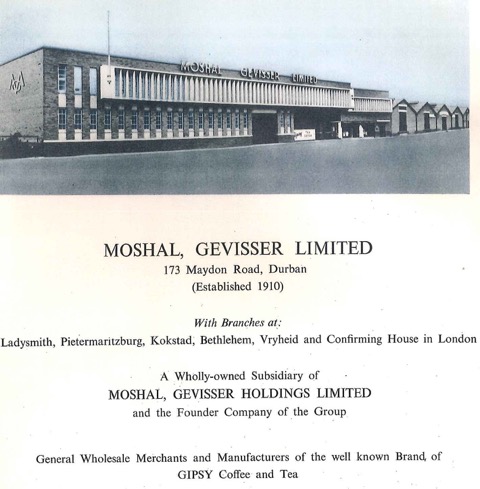 MOSHAL GEVISSER LIMITED
MOSHAL, GEVISSER LIMITED
173 Maydon Road, Durban
(Established 1910)
With Branches at:
Ladysmith, Pietermaritzburg, Kokstad, Bethlehem, Vryheid and Confirming House in London
A Wholly-owned Subsidiary of
MOSHAL, GEVISSER HOLDINGS LIMITED
and the Founder Company of the Group
General Wholesale Merchants and Manufacturers of the well known Brand of
GIPSY Coffee and Tea